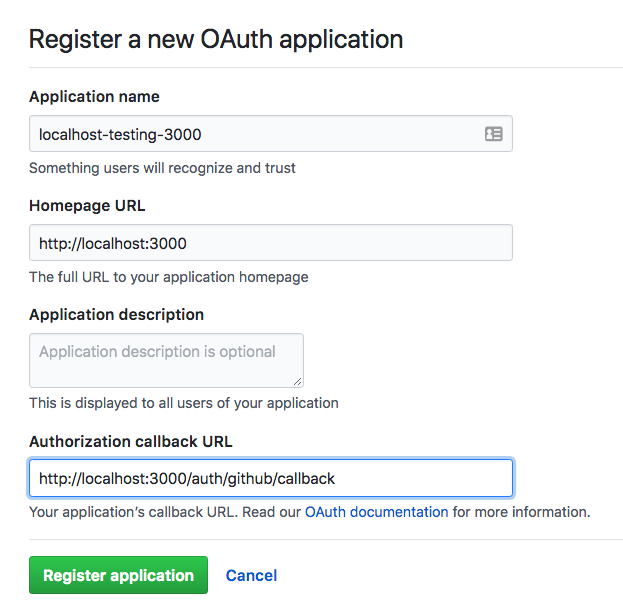 Register a new OAuth application
Application name
localhost-testing-3000
Something users will recognize and trust
Homepage URL
http://localhost:3000
The full URL to your application homepage
Application description
Application description is optional
This is displayed to all users of your application
Authorization callback URL
http://localhost:3000/auth/github/callback
Your application’s callback URL. Read our OAuth documentation for more information.
Register application Cancel